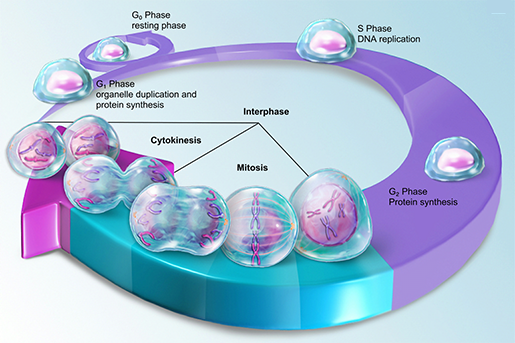 G₀ Phase
resting phase
S Phase
DNA replication
G₁ Phase
organelle duplication and
protein synthesis
Interphase
Cytokinesis
Mitosis
G₂ Phase
Protein synthesis